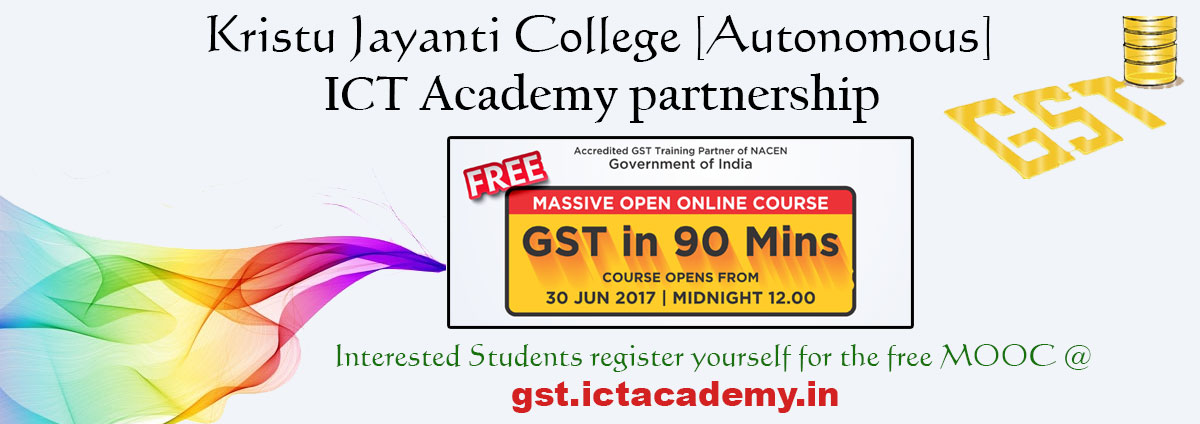 Kristu Jayanti College [Autonomous]
ICT Academy partnership
GST
Accredited GST Training Partner of NACEN
Government of India
FREE
MASSIVE OPEN ONLINE COURSE
GST in 90 Mins
COURSE OPENS FROM
30 JUN 2017 | MIDNIGHT 12.00
Interested Students register yourself for the free MOOC @
gst.ictacademy.in